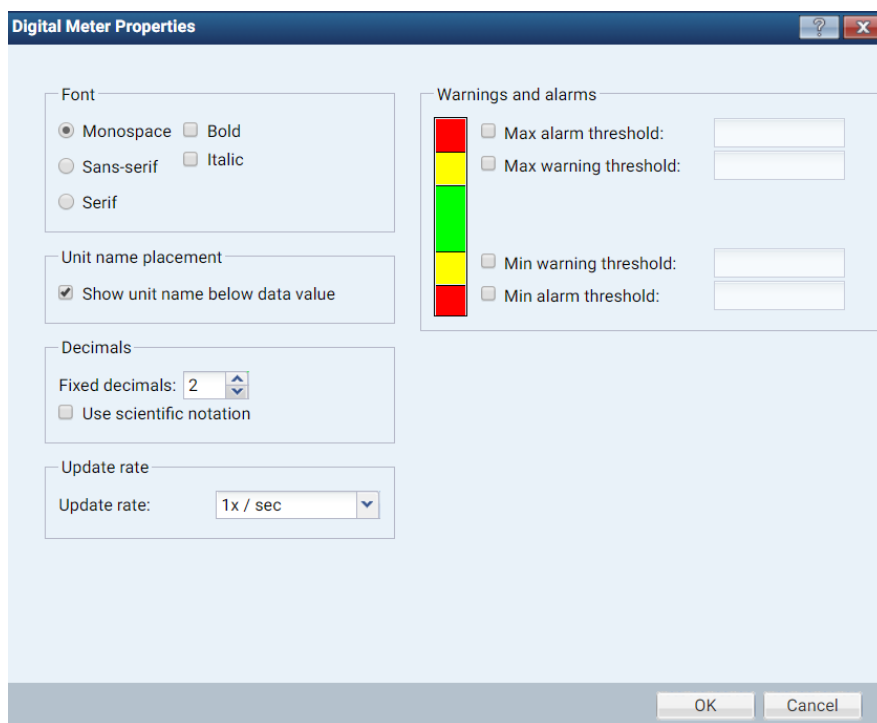 Digital Meter Properties
?
x
Font
Monospace
Bold
Sans-serif
Italic
Serif
Unit name placement
Show unit name below data value
Decimals
Fixed decimals: 2
Use scientific notation
Update rate
Update rate: 1x / sec
Warnings and alarms
Max alarm threshold:
Max warning threshold:
Min warning threshold:
Min alarm threshold:
OK
Cancel